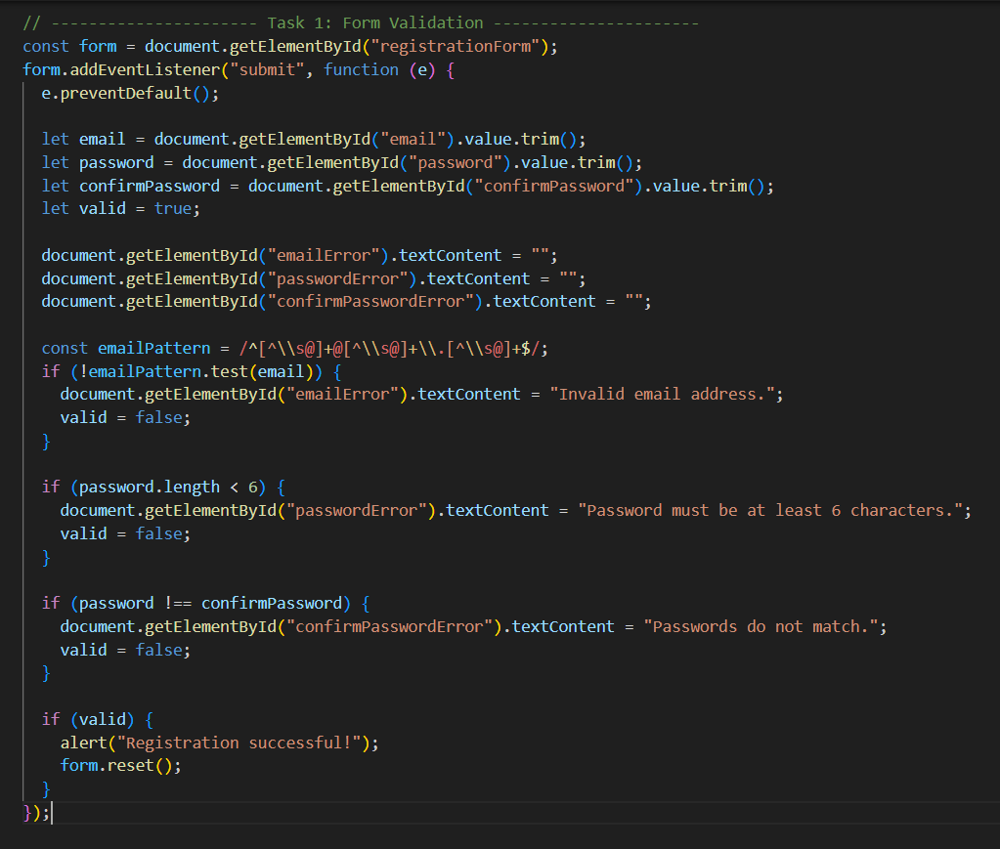 // ---------------------- Task 1: Form Validation ----------------------
const form = document.getElementById("registrationForm");
form.addEventListener("submit", function (e) {
  e.preventDefault();

  let email = document.getElementById("email").value.trim();
  let password = document.getElementById("password").value.trim();
  let confirmPassword = document.getElementById("confirmPassword").value.trim();
  let valid = true;

  document.getElementById("emailError").textContent = "";
  document.getElementById("passwordError").textContent = "";
  document.getElementById("confirmPasswordError").textContent = "";

  const emailPattern = /^[^\\s@]+@[^\\s@]+\\.[^\\s@]+$/;
  if (!emailPattern.test(email)) {
    document.getElementById("emailError").textContent = "Invalid email address.";
    valid = false;
  }

  if (password.length < 6) {
    document.getElementById("passwordError").textContent = "Password must be at least 6 characters.";
    valid = false;
  }

  if (password !== confirmPassword) {
    document.getElementById("confirmPasswordError").textContent = "Passwords do not match.";
    valid = false;
  }

  if (valid) {
    alert("Registration successful!");
    form.reset();
  }
});